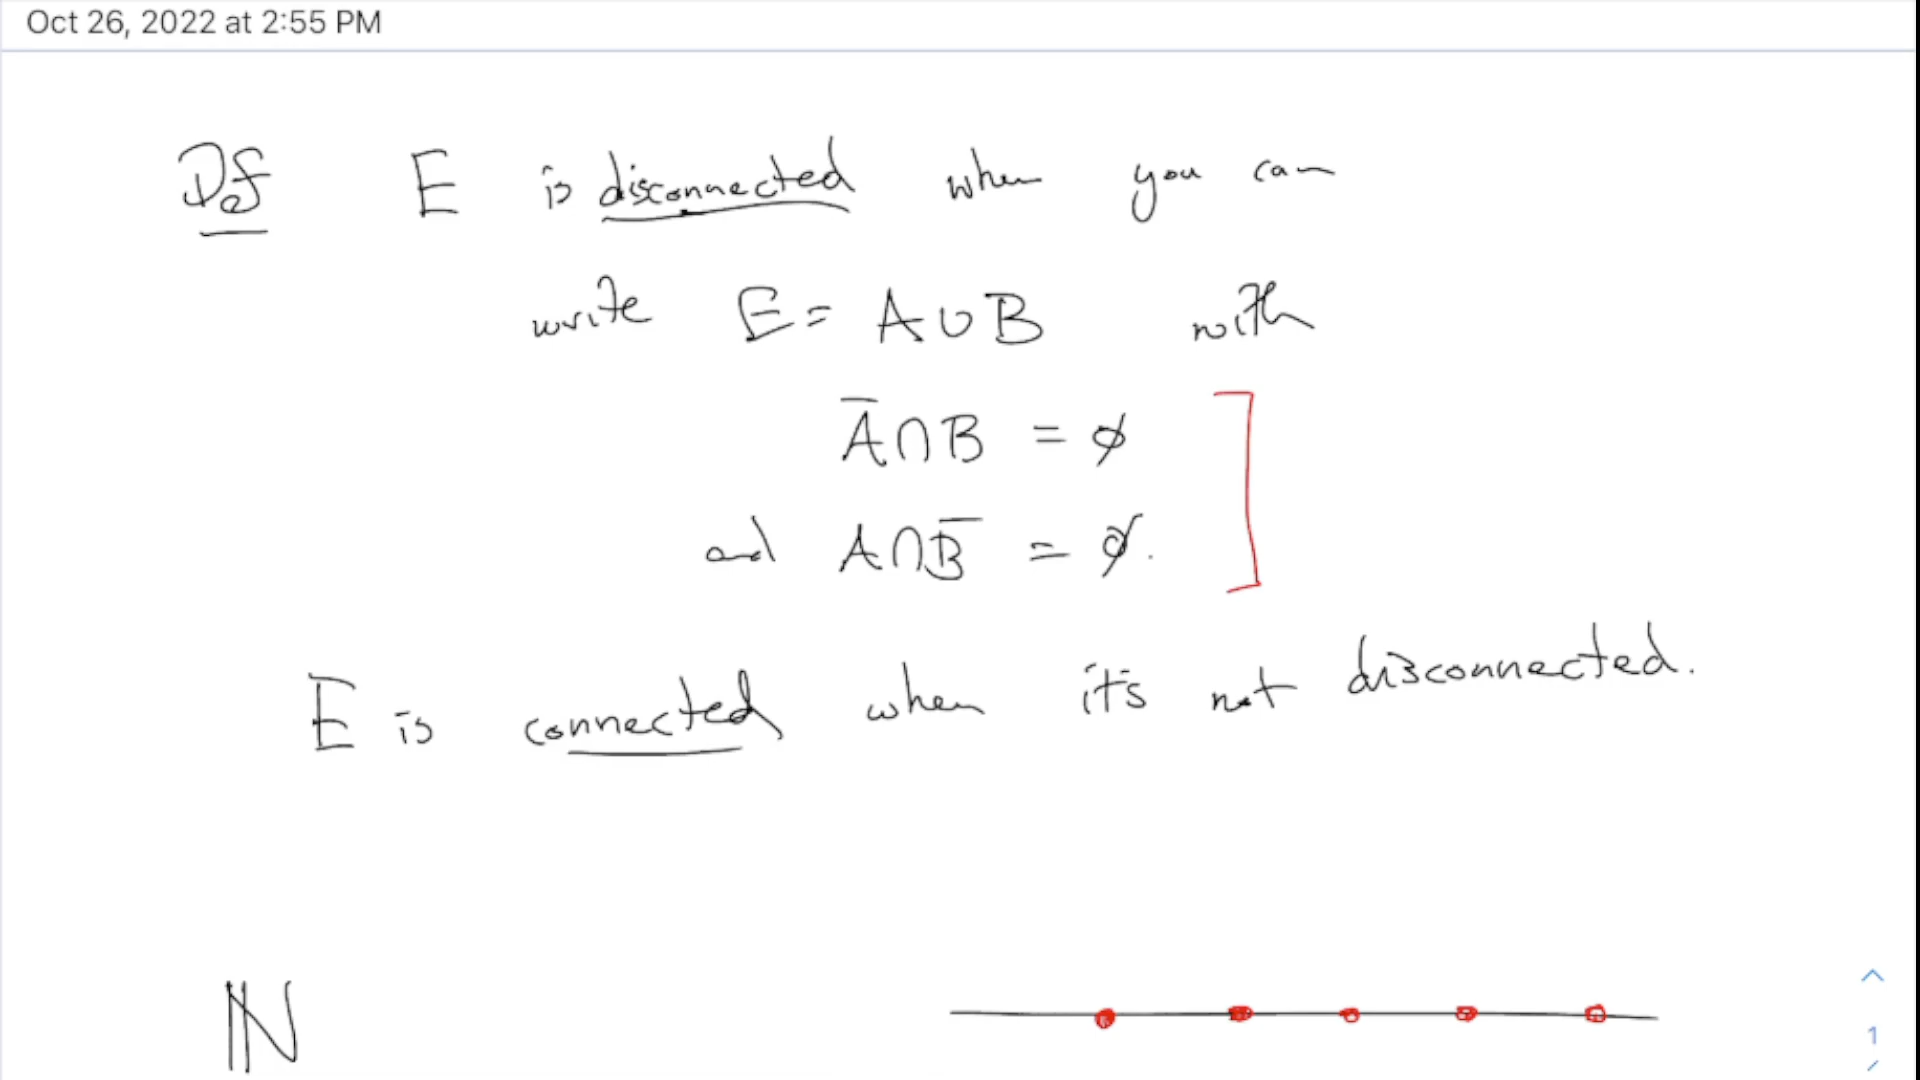 Oct 26, 2022 at 2:55 PM
Def E is disconnected when you can
write E = A ∪ B with
A̅ ∩ B = ∅
and A ∩ B̅ = ∅.
E is connected when it's not disconnected.
ℕ
1